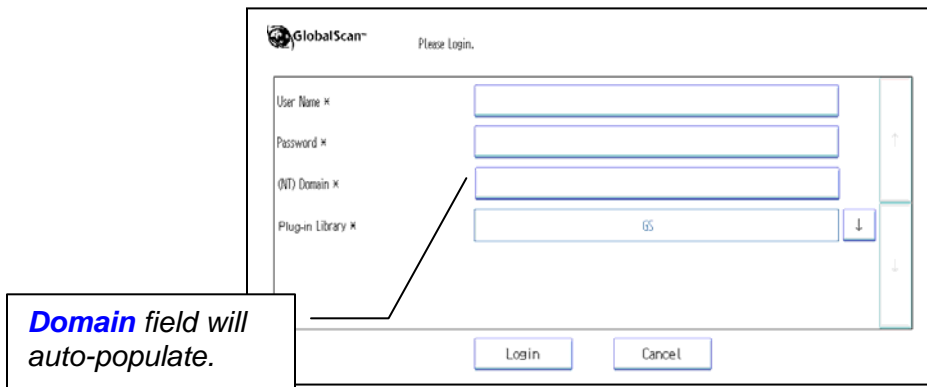 GlobalScan™
Please Login.
User Name *
Password *
(NT) Domain *
Plug-in Library *
GS
↓
↑
↓
Domain field will
auto-populate.
Login
Cancel